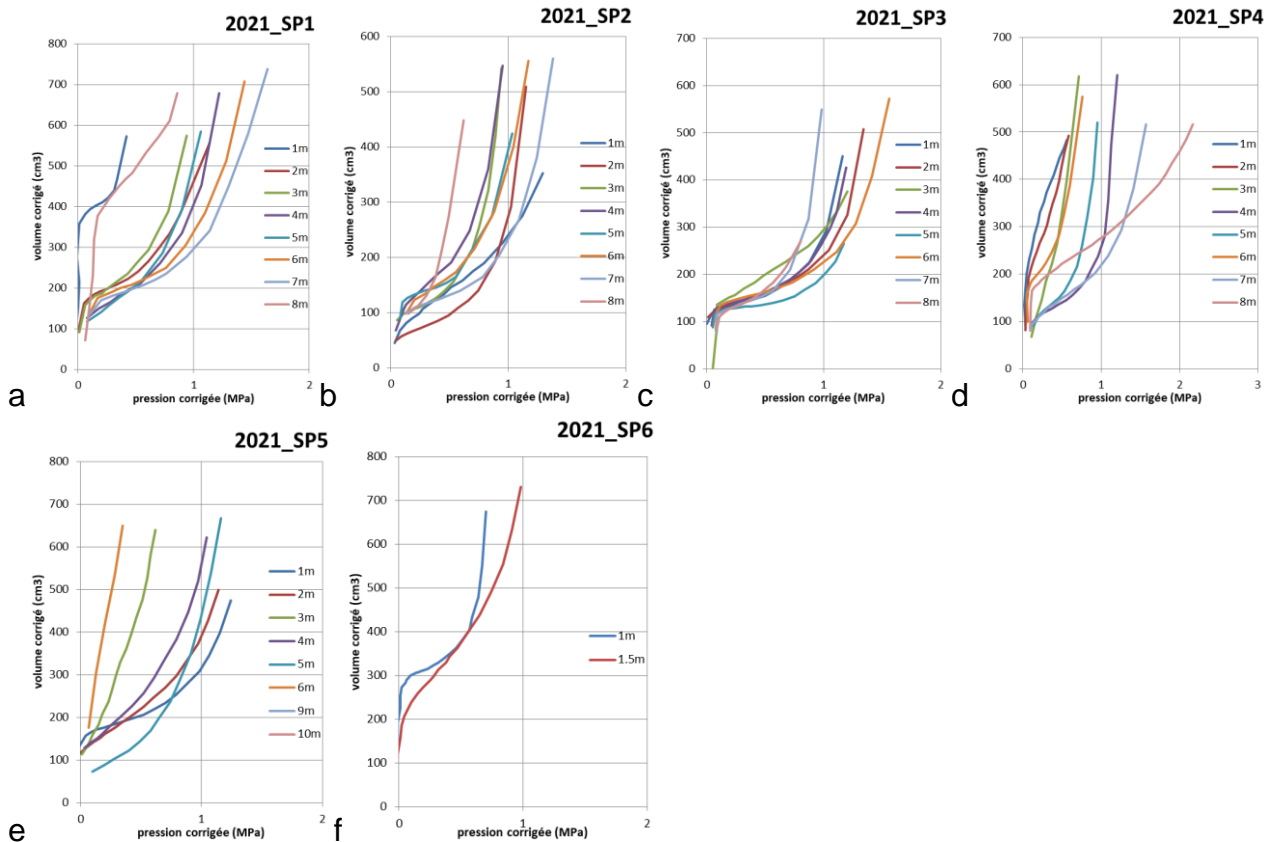 2021_SP1
volume corrigé (cm3)
800
700
600
500
400
300
200
100
0
0 1 2
pression corrigée (MPa)
1m
2m
3m
4m
5m
6m
7m
8m
a
2021_SP2
volume corrigé (cm3)
600
500
400
300
200
100
0
0 1 2
pression corrigée (MPa)
1m
2m
3m
4m
5m
6m
7m
8m
b
2021_SP3
volume corrigé (cm3)
700
600
500
400
300
200
100
0
0 1 2
pression corrigée (MPa)
1m
2m
3m
4m
5m
6m
7m
8m
c
2021_SP4
volume corrigé (cm3)
700
600
500
400
300
200
100
0
0 1 2 3
pression corrigée (MPa)
1m
2m
3m
4m
5m
6m
7m
8m
d
2021_SP5
volume corrigé (cm3)
800
700
600
500
400
300
200
100
0
0 1 2
pression corrigée (MPa)
1m
2m
3m
4m
5m
6m
9m
10m
e
2021_SP6
volume corrigé (cm3)
800
700
600
500
400
300
200
100
0
0 1 2
pression corrigée (MPa)
1m
1.5m
f